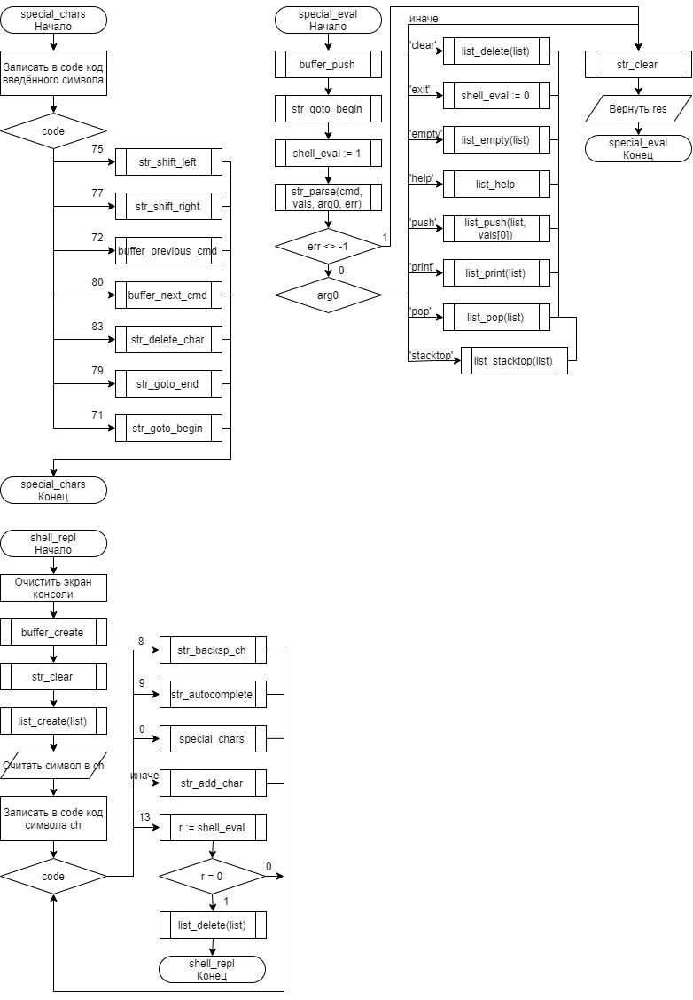 special_chars
Начало
Записать в code код
введённого символа
code
75
str_shift_left
77
str_shift_right
72
buffer_previous_cmd
80
buffer_next_cmd
83
str_delete_char
79
str_goto_end
71
str_goto_begin
special_chars
Конец
special_eval
Начало
buffer_push
str_goto_begin
shell_eval := 1
str_parse(cmd,
vals, arg0, err)
err <> -1
1
0
arg0
иначе
'clear'
list_delete(list)
'exit'
shell_eval := 0
'empty'
list_empty(list)
'help'
list_help
'push'
list_push(list,
vals[0])
'print'
list_print(list)
'pop'
list_pop(list)
'stacktop'
list_stacktop(list)
str_clear
Вернуть res
special_eval
Конец
shell_repl
Начало
Очистить экран
консоли
buffer_create
str_clear
list_create(list)
Считать символ в ch
Записать в code код
символа ch
code
8
str_backsp_ch
9
str_autocomplete
0
special_chars
иначе
str_add_char
13
r := shell_eval
r = 0
0
1
list_delete(list)
shell_repl
Конец